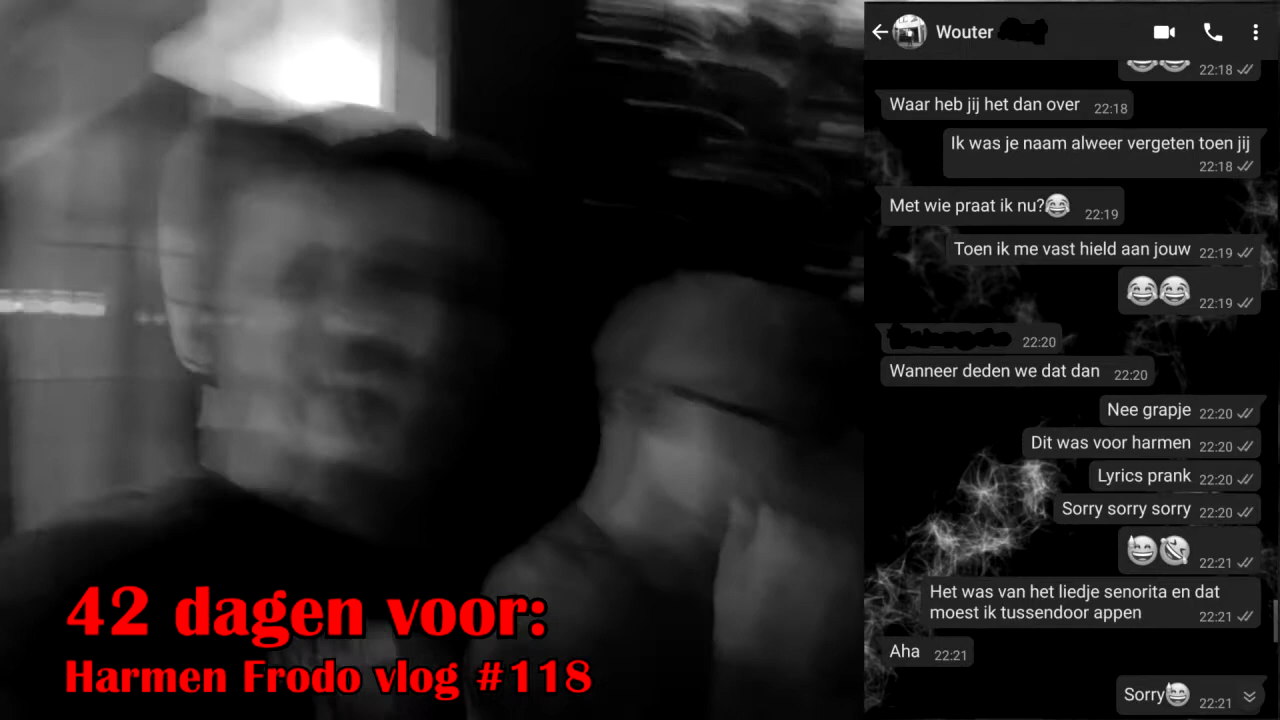 Wouter
22:18
Waar heb jij het dan over 22:18
Ik was je naam alweer vergeten toen jij
22:18
Met wie praat ik nu?😂 22:19
Toen ik me vast hield aan jouw 22:19
😂😂 22:19
22:20
Wanneer deden we dat dan 22:20
Nee grapje 22:20
Dit was voor harmen 22:20
Lyrics prank 22:20
Sorry sorry sorry 22:20
😅🤣 22:21
Het was van het liedje senorita en dat
moest ik tussendoor appen 22:21
Aha 22:21
Sorry😅 22:21
42 dagen voor:
Harmen Frodo vlog #118